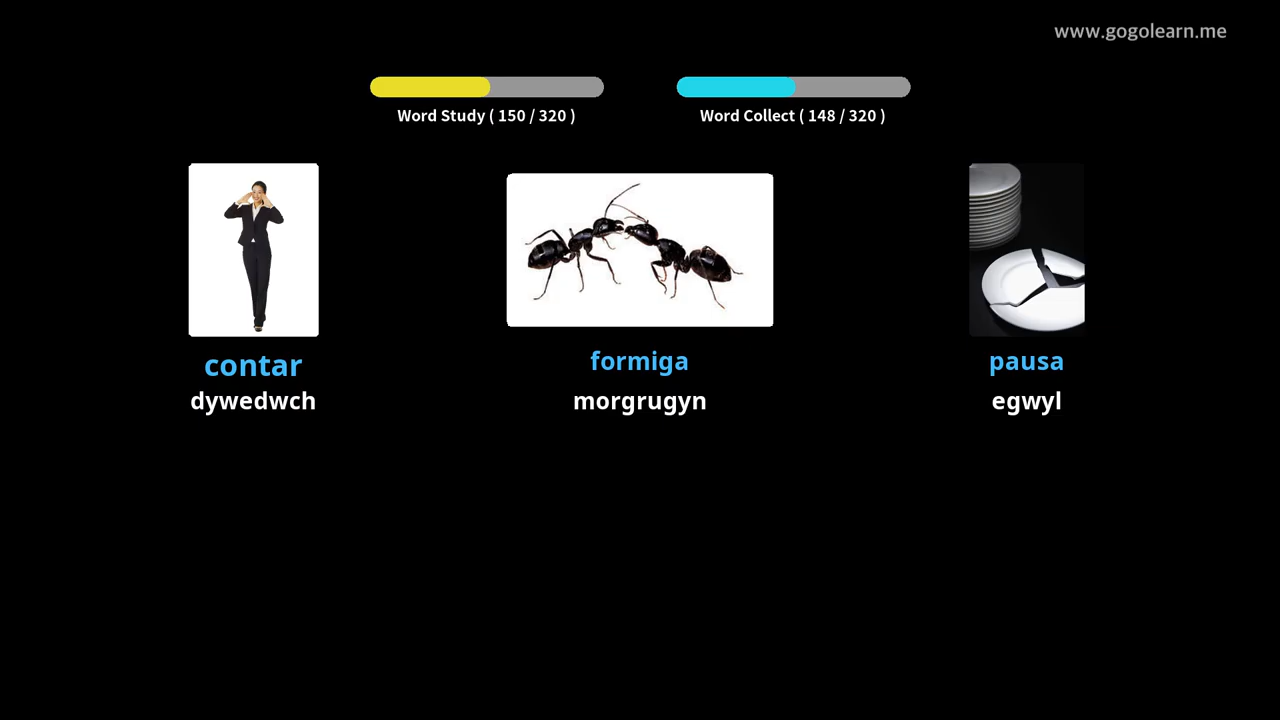 www.gogolearn.me
Word Study ( 150 / 320 )
Word Collect ( 148 / 320 )
contar
dywedwch
formiga
morgrugyn
pausa
egwyl